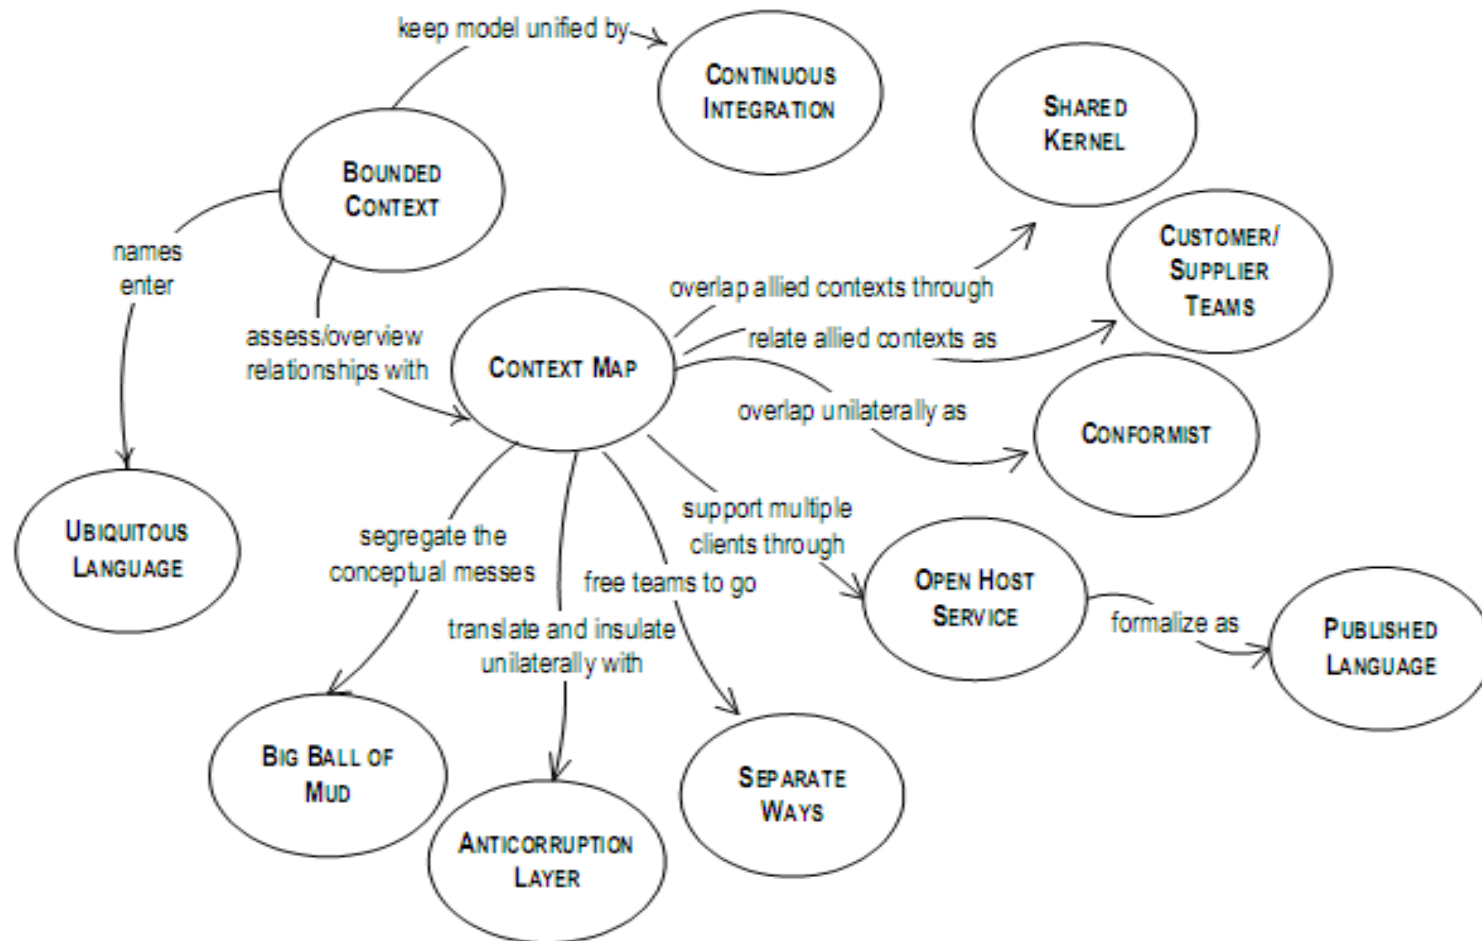 keep model unified by
CONTINUOUS
INTEGRATION
SHARED
KERNEL
BOUNDED
CONTEXT
names
enter
CUSTOMER/
SUPPLIER
TEAMS
overlap allied contexts through
assess/overview
relationships with
relate allied contexts as
CONTEXT MAP
overlap unilaterally as
CONFORMIST
UBIQUITOUS
LANGUAGE
segregate the
conceptual messes
support multiple
clients through
free teams to go
OPEN HOST
SERVICE
formalize as
PUBLISHED
LANGUAGE
translate and insulate
unilaterally with
BIG BALL OF
MUD
SEPARATE
WAYS
ANTICORRUPTION
LAYER